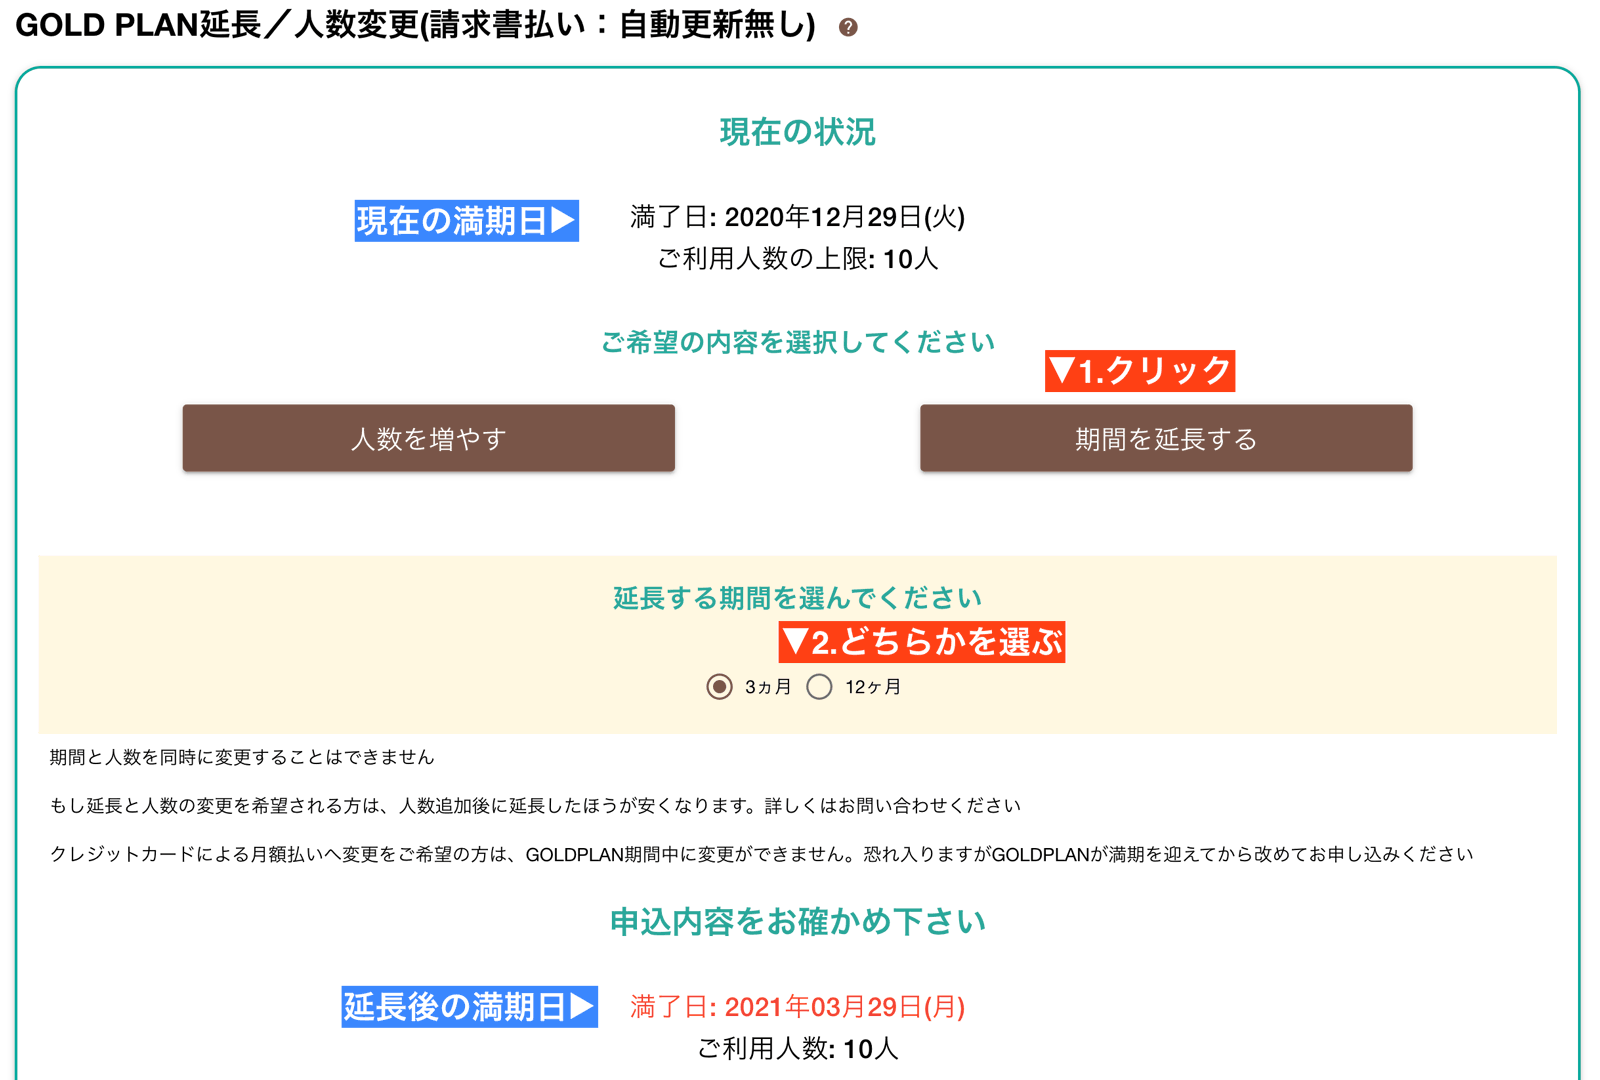 GOLD PLAN延長／人数変更(請求書払い：自動更新無し) ?
現在の状況
現在の満期日▶ 満了日: 2020年12月29日(火)
ご利用人数の上限: 10人
ご希望の内容を選択してください
▼1.クリック
人数を増やす 期間を延長する
延長する期間を選んでください
▼2.どちらかを選ぶ
3ヵ月 12ヶ月
期間と人数を同時に変更することはできません
もし延長と人数の変更を希望される方は、人数追加後に延長したほうが安くなります。詳しくはお問い合わせください
クレジットカードによる月額払いへ変更をご希望の方は、GOLDPLAN期間中に変更ができません。恐れ入りますがGOLDPLANが満期を迎えてから改めてお申し込みください
申込内容をお確かめ下さい
延長後の満期日▶ 満了日: 2021年03月29日(月)
ご利用人数: 10人